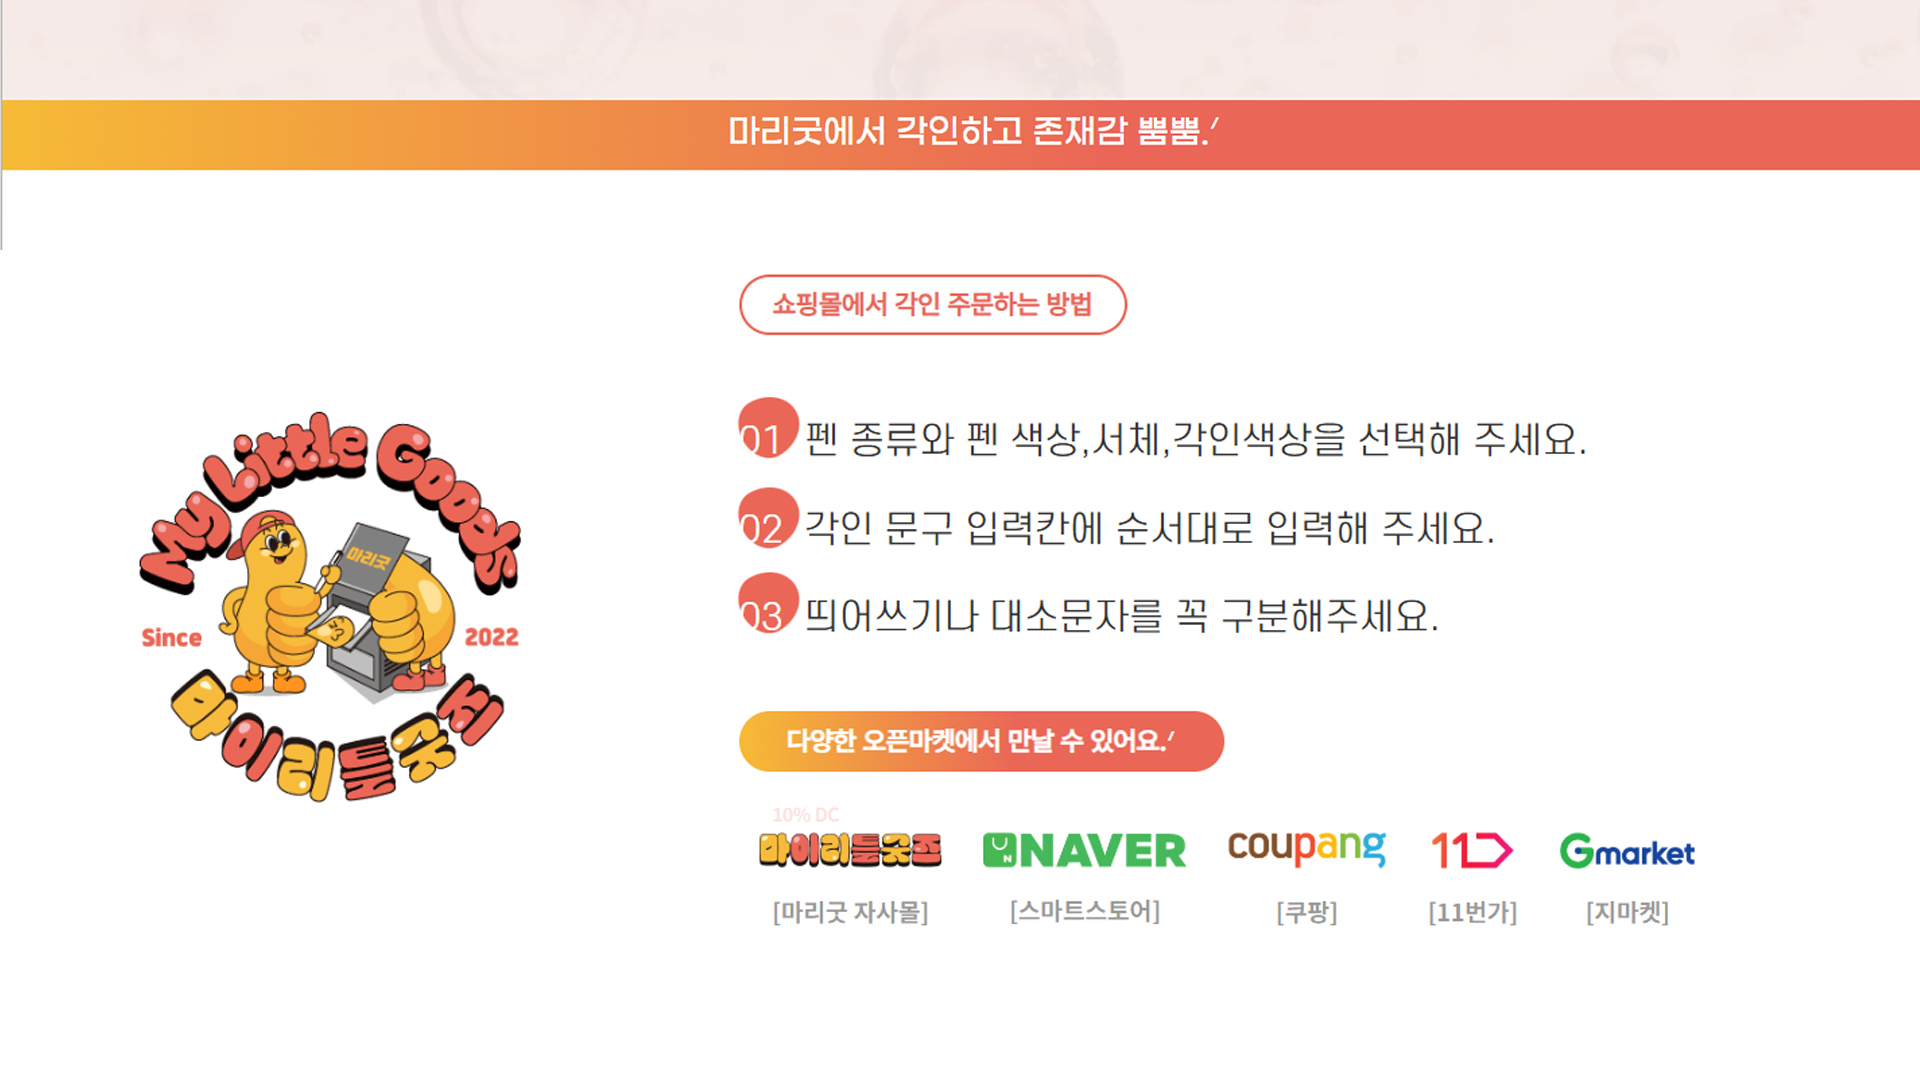 마리굿에서 각인하고 존재감 뿜뿜.ᐟ
쇼핑몰에서 각인 주문하는 방법
01 펜 종류와 펜 색상,서체,각인색상을 선택해 주세요.
02 각인 문구 입력칸에 순서대로 입력해 주세요.
03 띄어쓰기나 대소문자를 꼭 구분해주세요.
My Little Goods
마리굿
Since 2022
마이리틀굿즈
다양한 오픈마켓에서 만날 수 있어요.ᐟ
10% DC
마이리틀굿즈 NAVER coupang 11 Gmarket
[마리굿 자사몰] [스마트스토어] [쿠팡] [11번가] [지마켓]